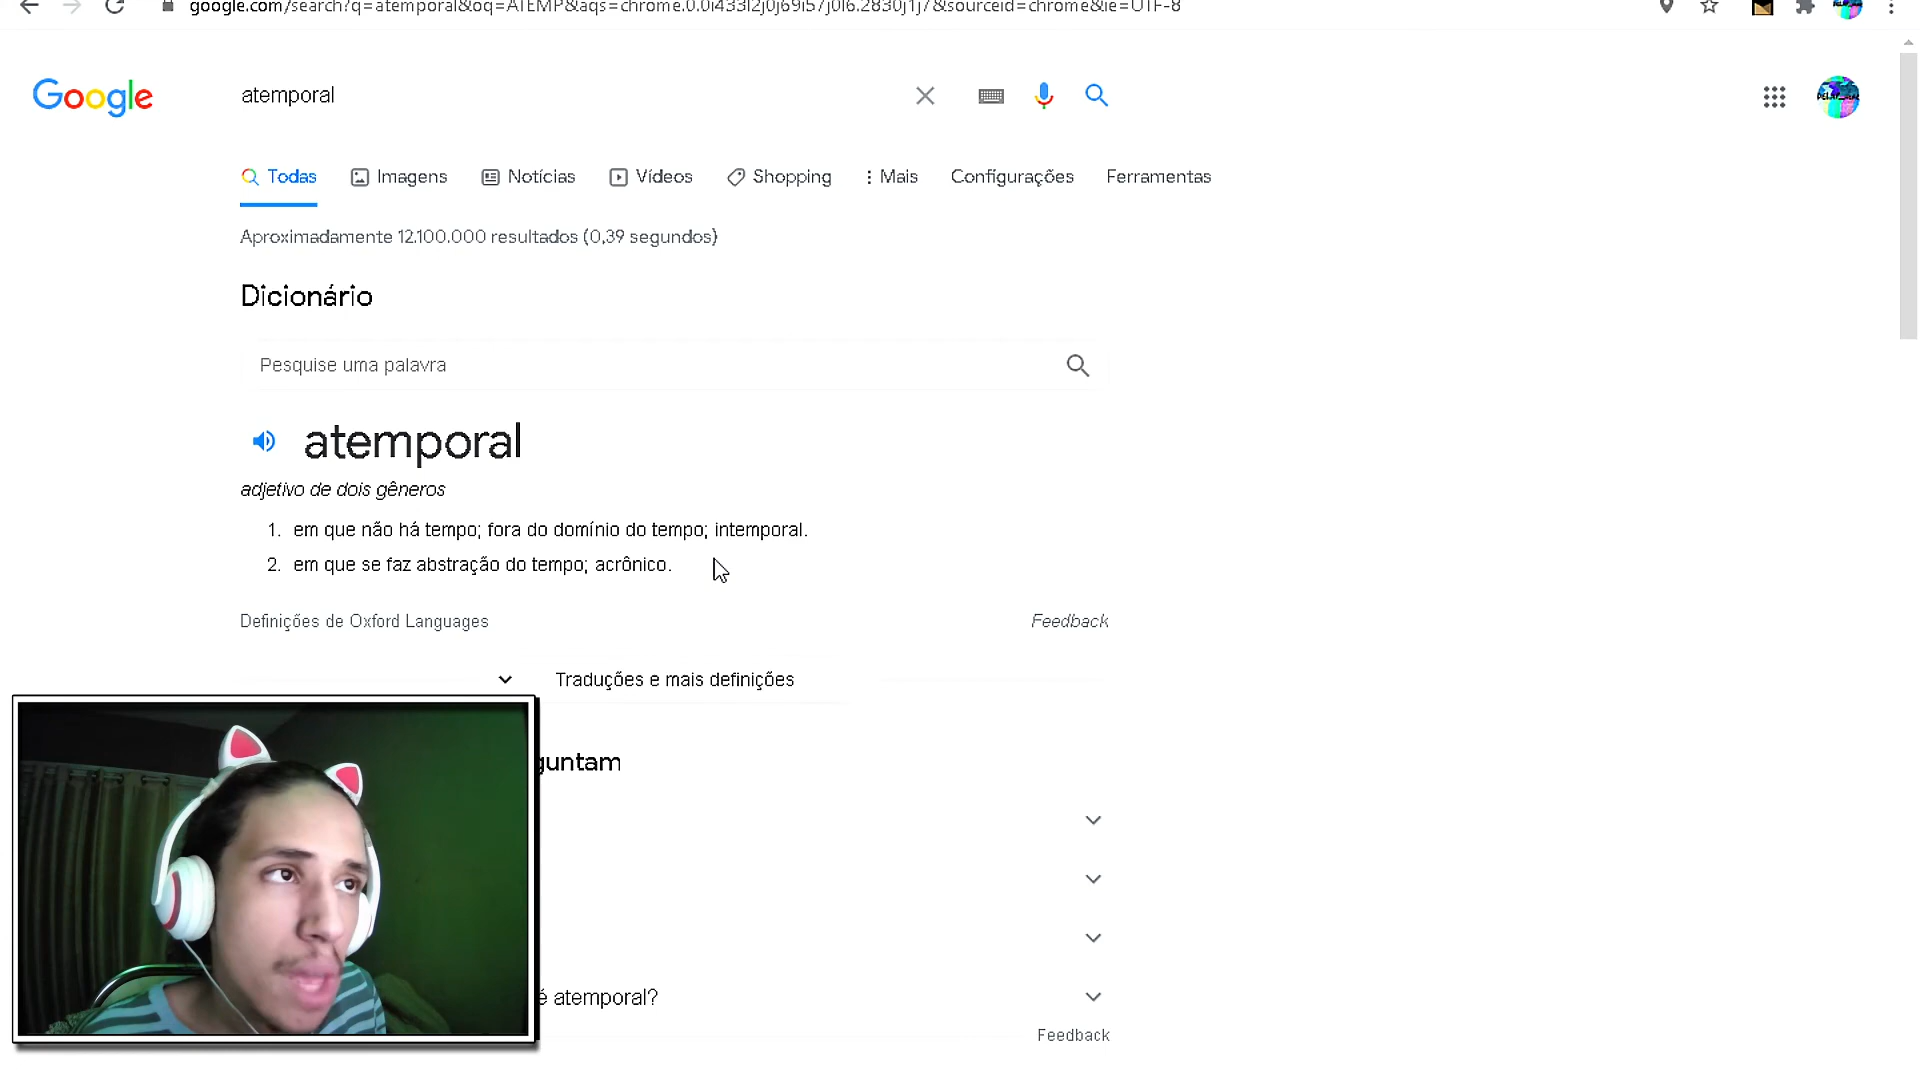 google.com/search?q=atemporal&oq=ATEMP&aqs=chrome.0.0i433l2j0j69i57j0l6.2830j1j7&sourceid=chrome&ie=UTF-8
Google
atemporal
Todas Imagens Notícias Vídeos Shopping Mais Configurações Ferramentas
Aproximadamente 12.100.000 resultados (0,39 segundos)
Dicionário
Pesquise uma palavra
atemporal
adjetivo de dois gêneros
1. em que não há tempo; fora do domínio do tempo; intemporal.
2. em que se faz abstração do tempo; acrônico.
Definições de Oxford Languages Feedback
Traduções e mais definições
guntam
é atemporal?
Feedback